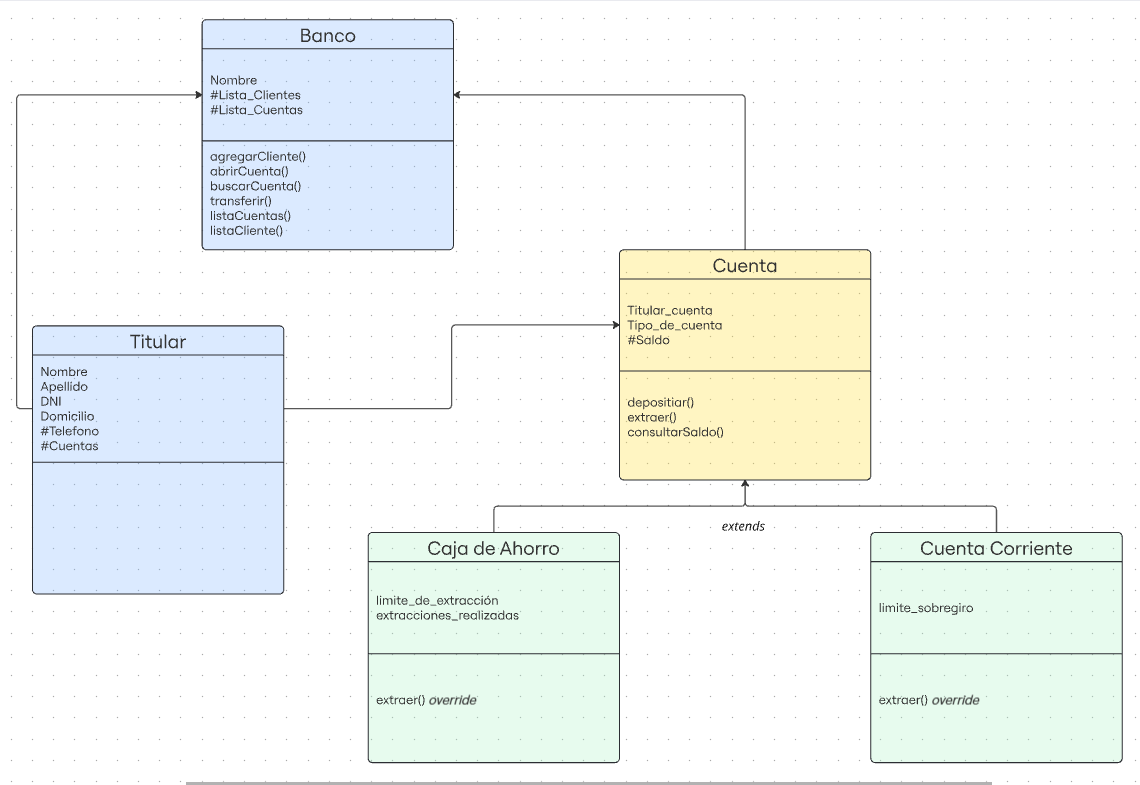 Banco
Nombre
#Lista_Clientes
#Lista_Cuentas
agregarCliente()
abrirCuenta()
buscarCuenta()
transferir()
listaCuentas()
listaCliente()
Cuenta
Titular_cuenta
Tipo_de_cuenta
#Saldo
depositiar()
extraer()
consultarSaldo()
Titular
Nombre
Apellido
DNI
Domicilio
#Telefono
#Cuentas
extends
Caja de Ahorro
limite_de_extracción
extracciones_realizadas
extraer() override
Cuenta Corriente
limite_sobregiro
extraer() override